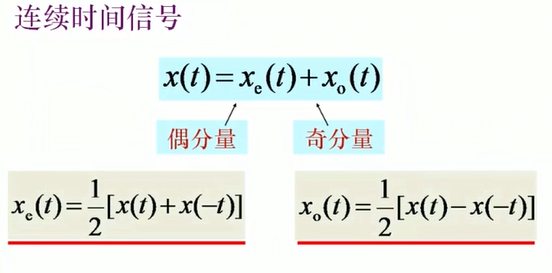 连续时间信号
x(t)=xₑ(t)+xₒ(t)
偶分量 奇分量
xₑ(t)=1/2[x(t)+x(−t)] xₒ(t)=1/2[x(t)−x(−t)]